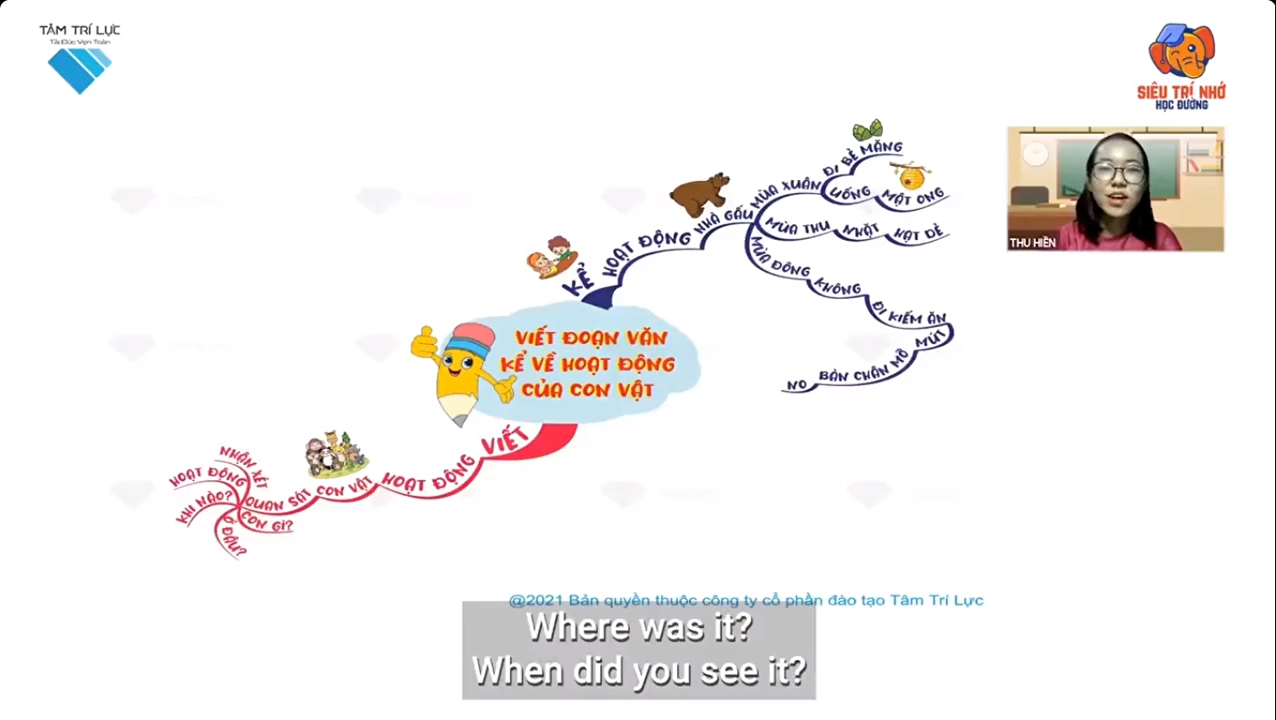 TÂM TRÍ LỰC
Tài Đức Vẹn Toàn
SIÊU TRÍ NHỚ
HỌC ĐƯỜNG
THU HIỀN
KỂ
HOẠT ĐỘNG
NHÀ GẤU
MÙA XUÂN
ĐI BẺ MĂNG
UỐNG MẬT ONG
MÙA THU NHẶT HẠT DẺ
MÙA ĐÔNG KHÔNG ĐI KIẾM ĂN
MÚT
BÀN CHÂN MỠ
NO
VIẾT ĐOẠN VĂN
KỂ VỀ HOẠT ĐỘNG
CỦA CON VẬT
VIẾT
HOẠT ĐỘNG
CON VẬT
QUAN SÁT
NHẬN XÉT
HOẠT ĐỘNG
KHI NÀO?
Ở ĐÂU?
CON GÌ?
@2021 Bản quyền thuộc công ty cổ phần đào tạo Tâm Trí Lực
Where was it?
When did you see it?